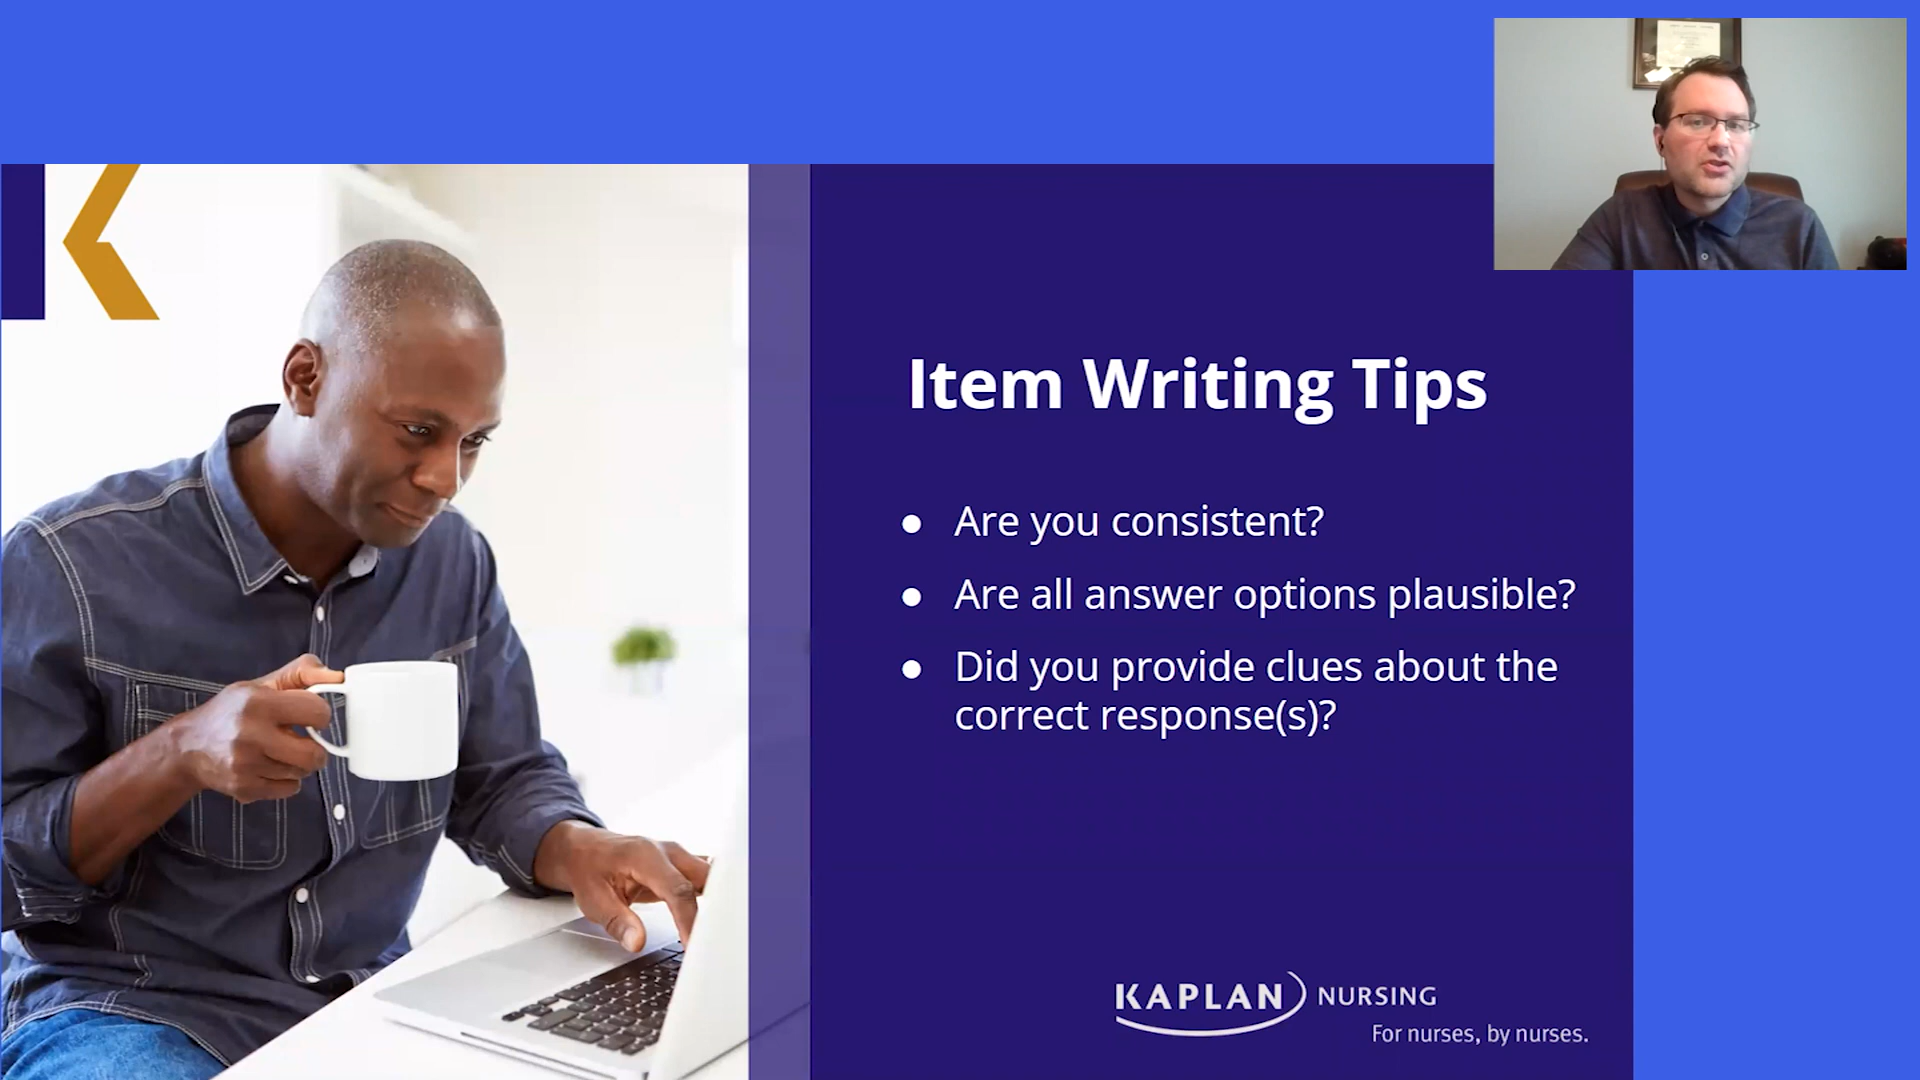 Item Writing Tips
● Are you consistent?
● Are all answer options plausible?
● Did you provide clues about the
correct response(s)?
KAPLAN NURSING
For nurses, by nurses.